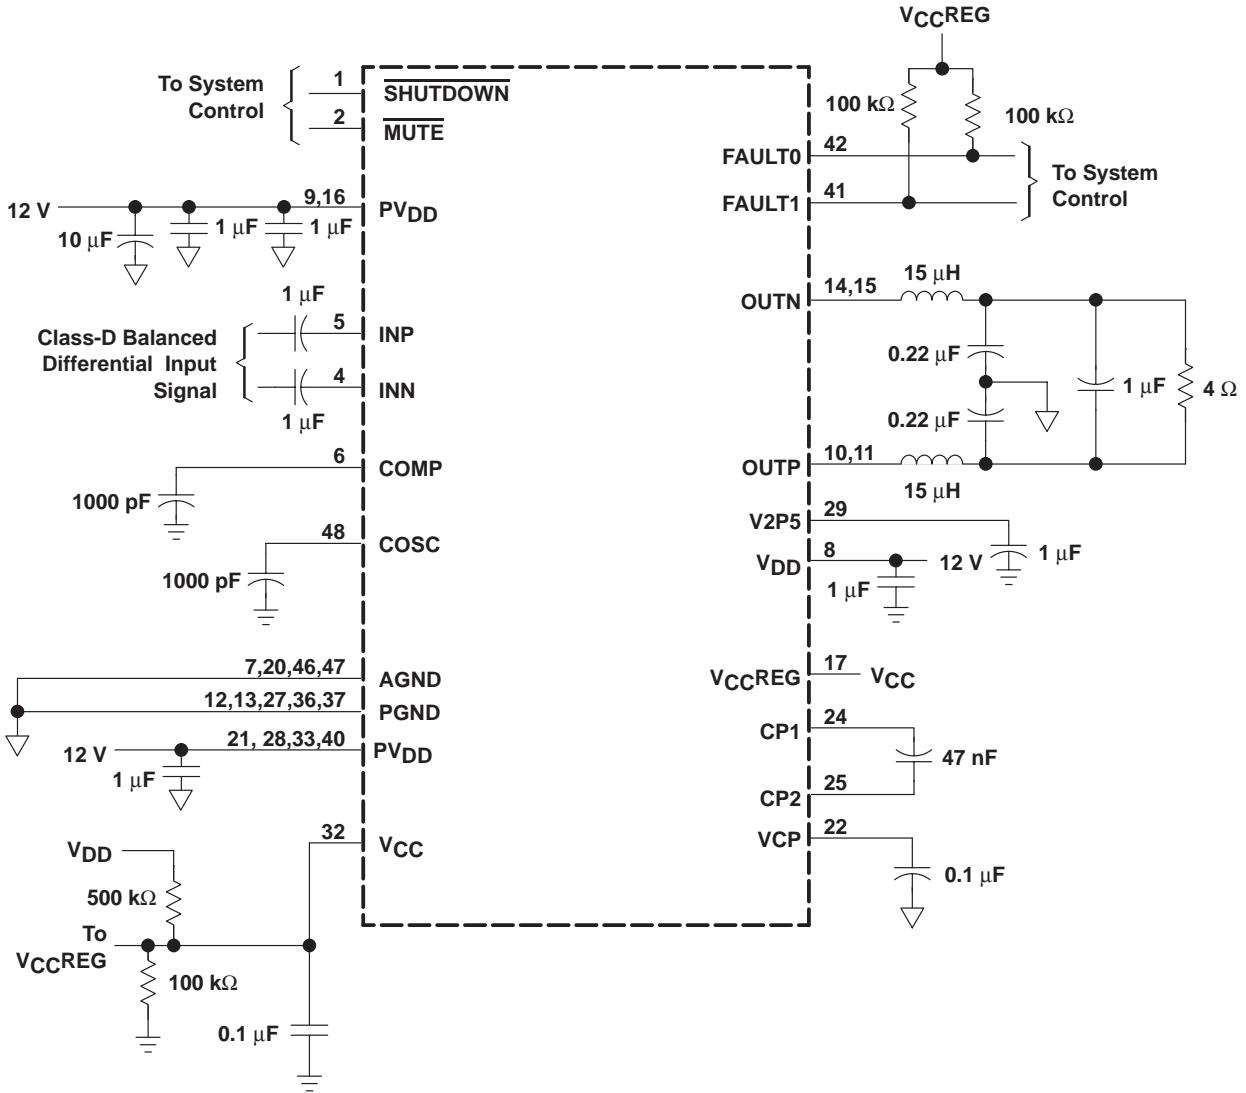 VCCREG
100 kΩ
100 kΩ
To System
Control
1
SHUTDOWN
2
MUTE
42
FAULT0
41
FAULT1
To System
Control
12 V
9,16
PVDD
10 μF
1 μF
1 μF
1 μF
5
INP
Class-D Balanced
Differential Input
Signal
4
INN
1 μF
15 μH
14,15
OUTN
0.22 μF
0.22 μF
1 μF
4 Ω
10,11
OUTP
15 μH
6
COMP
1000 pF
48
COSC
1000 pF
29
V2P5
1 μF
8
VDD
12 V
1 μF
7,20,46,47
AGND
12,13,27,36,37
PGND
12 V
21, 28,33,40
PVDD
1 μF
17
VCCREG
VCC
24
CP1
47 nF
25
CP2
22
VCP
0.1 μF
32
VCC
VDD
500 kΩ
To
VCCREG
100 kΩ
0.1 μF